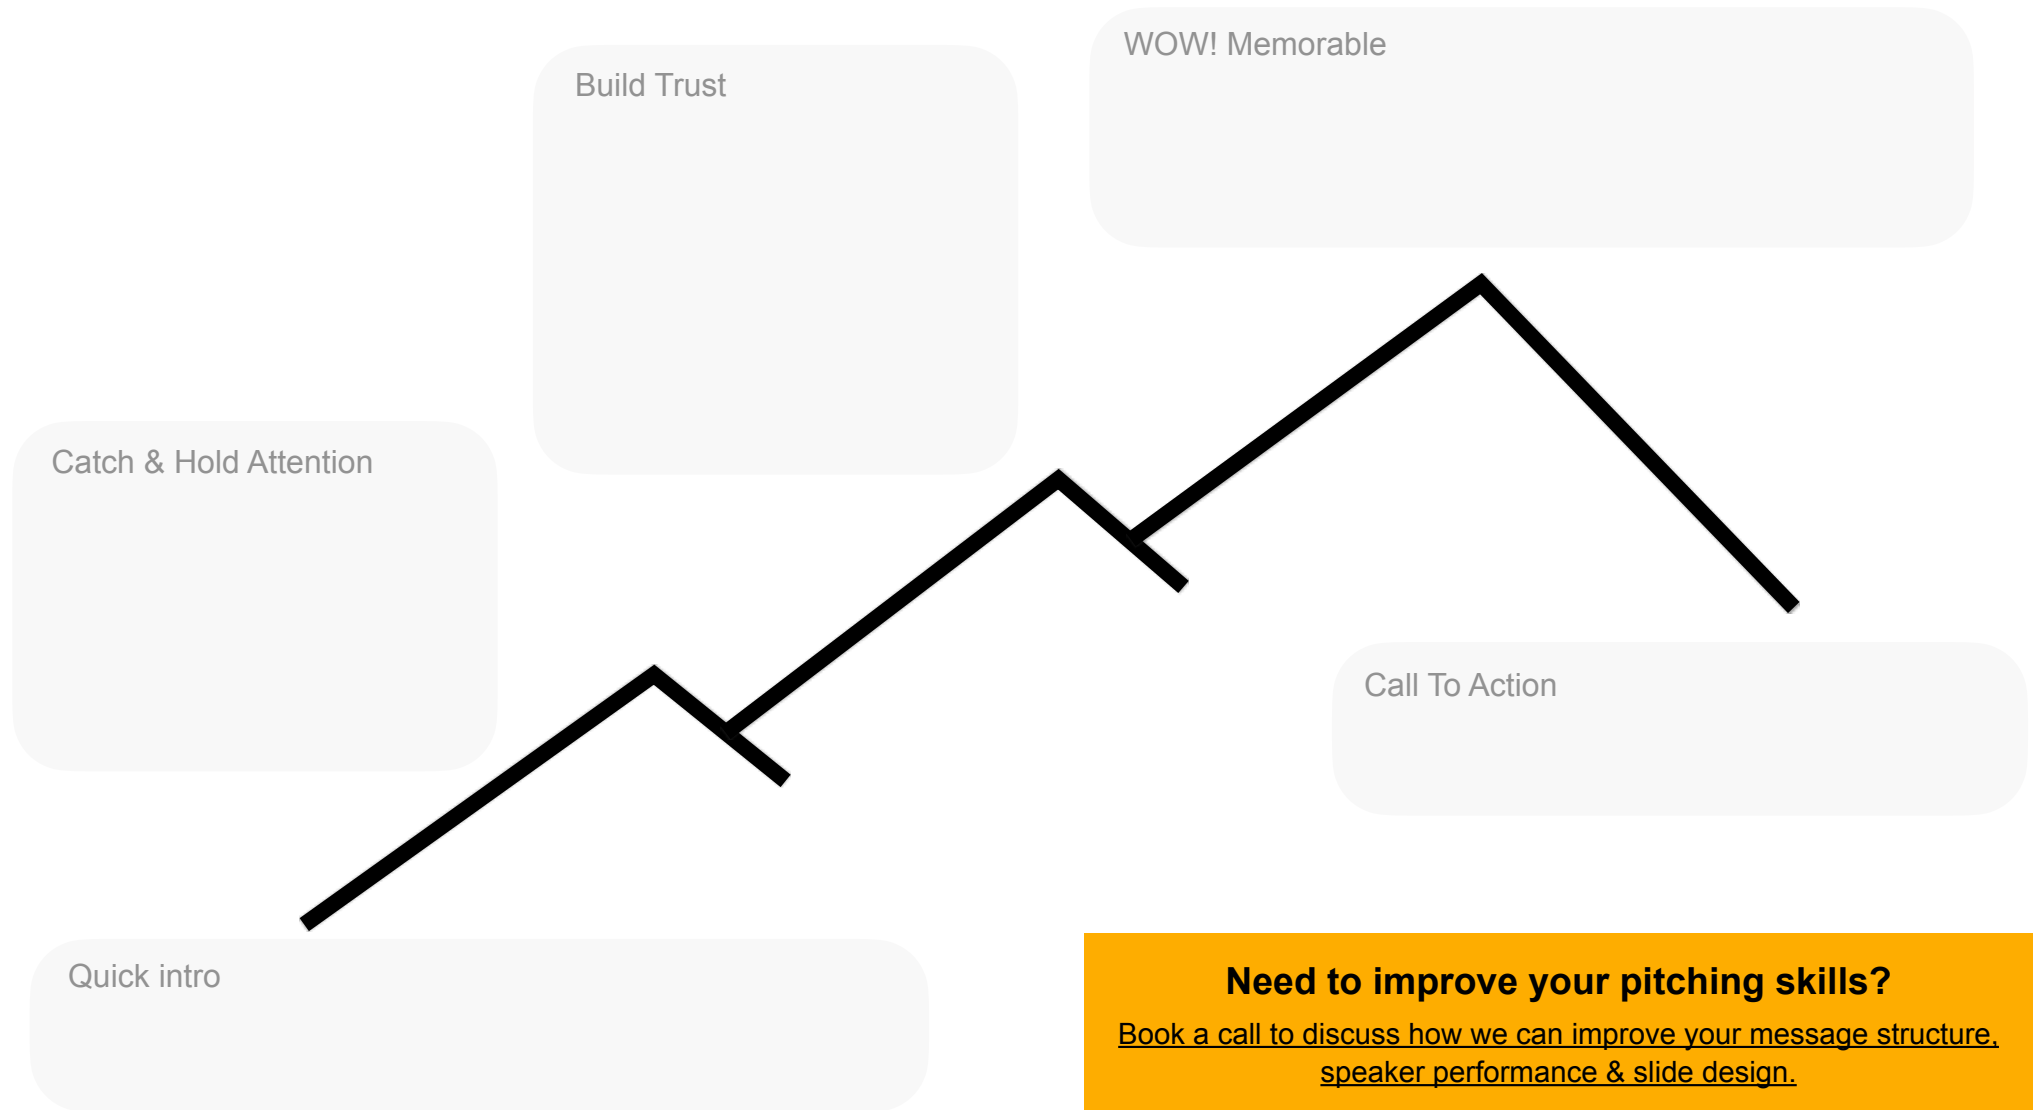 WOW! Memorable
Build Trust
Catch & Hold Attention
Call To Action
Quick intro
Need to improve your pitching skills?
Book a call to discuss how we can improve your message structure,
speaker performance & slide design.